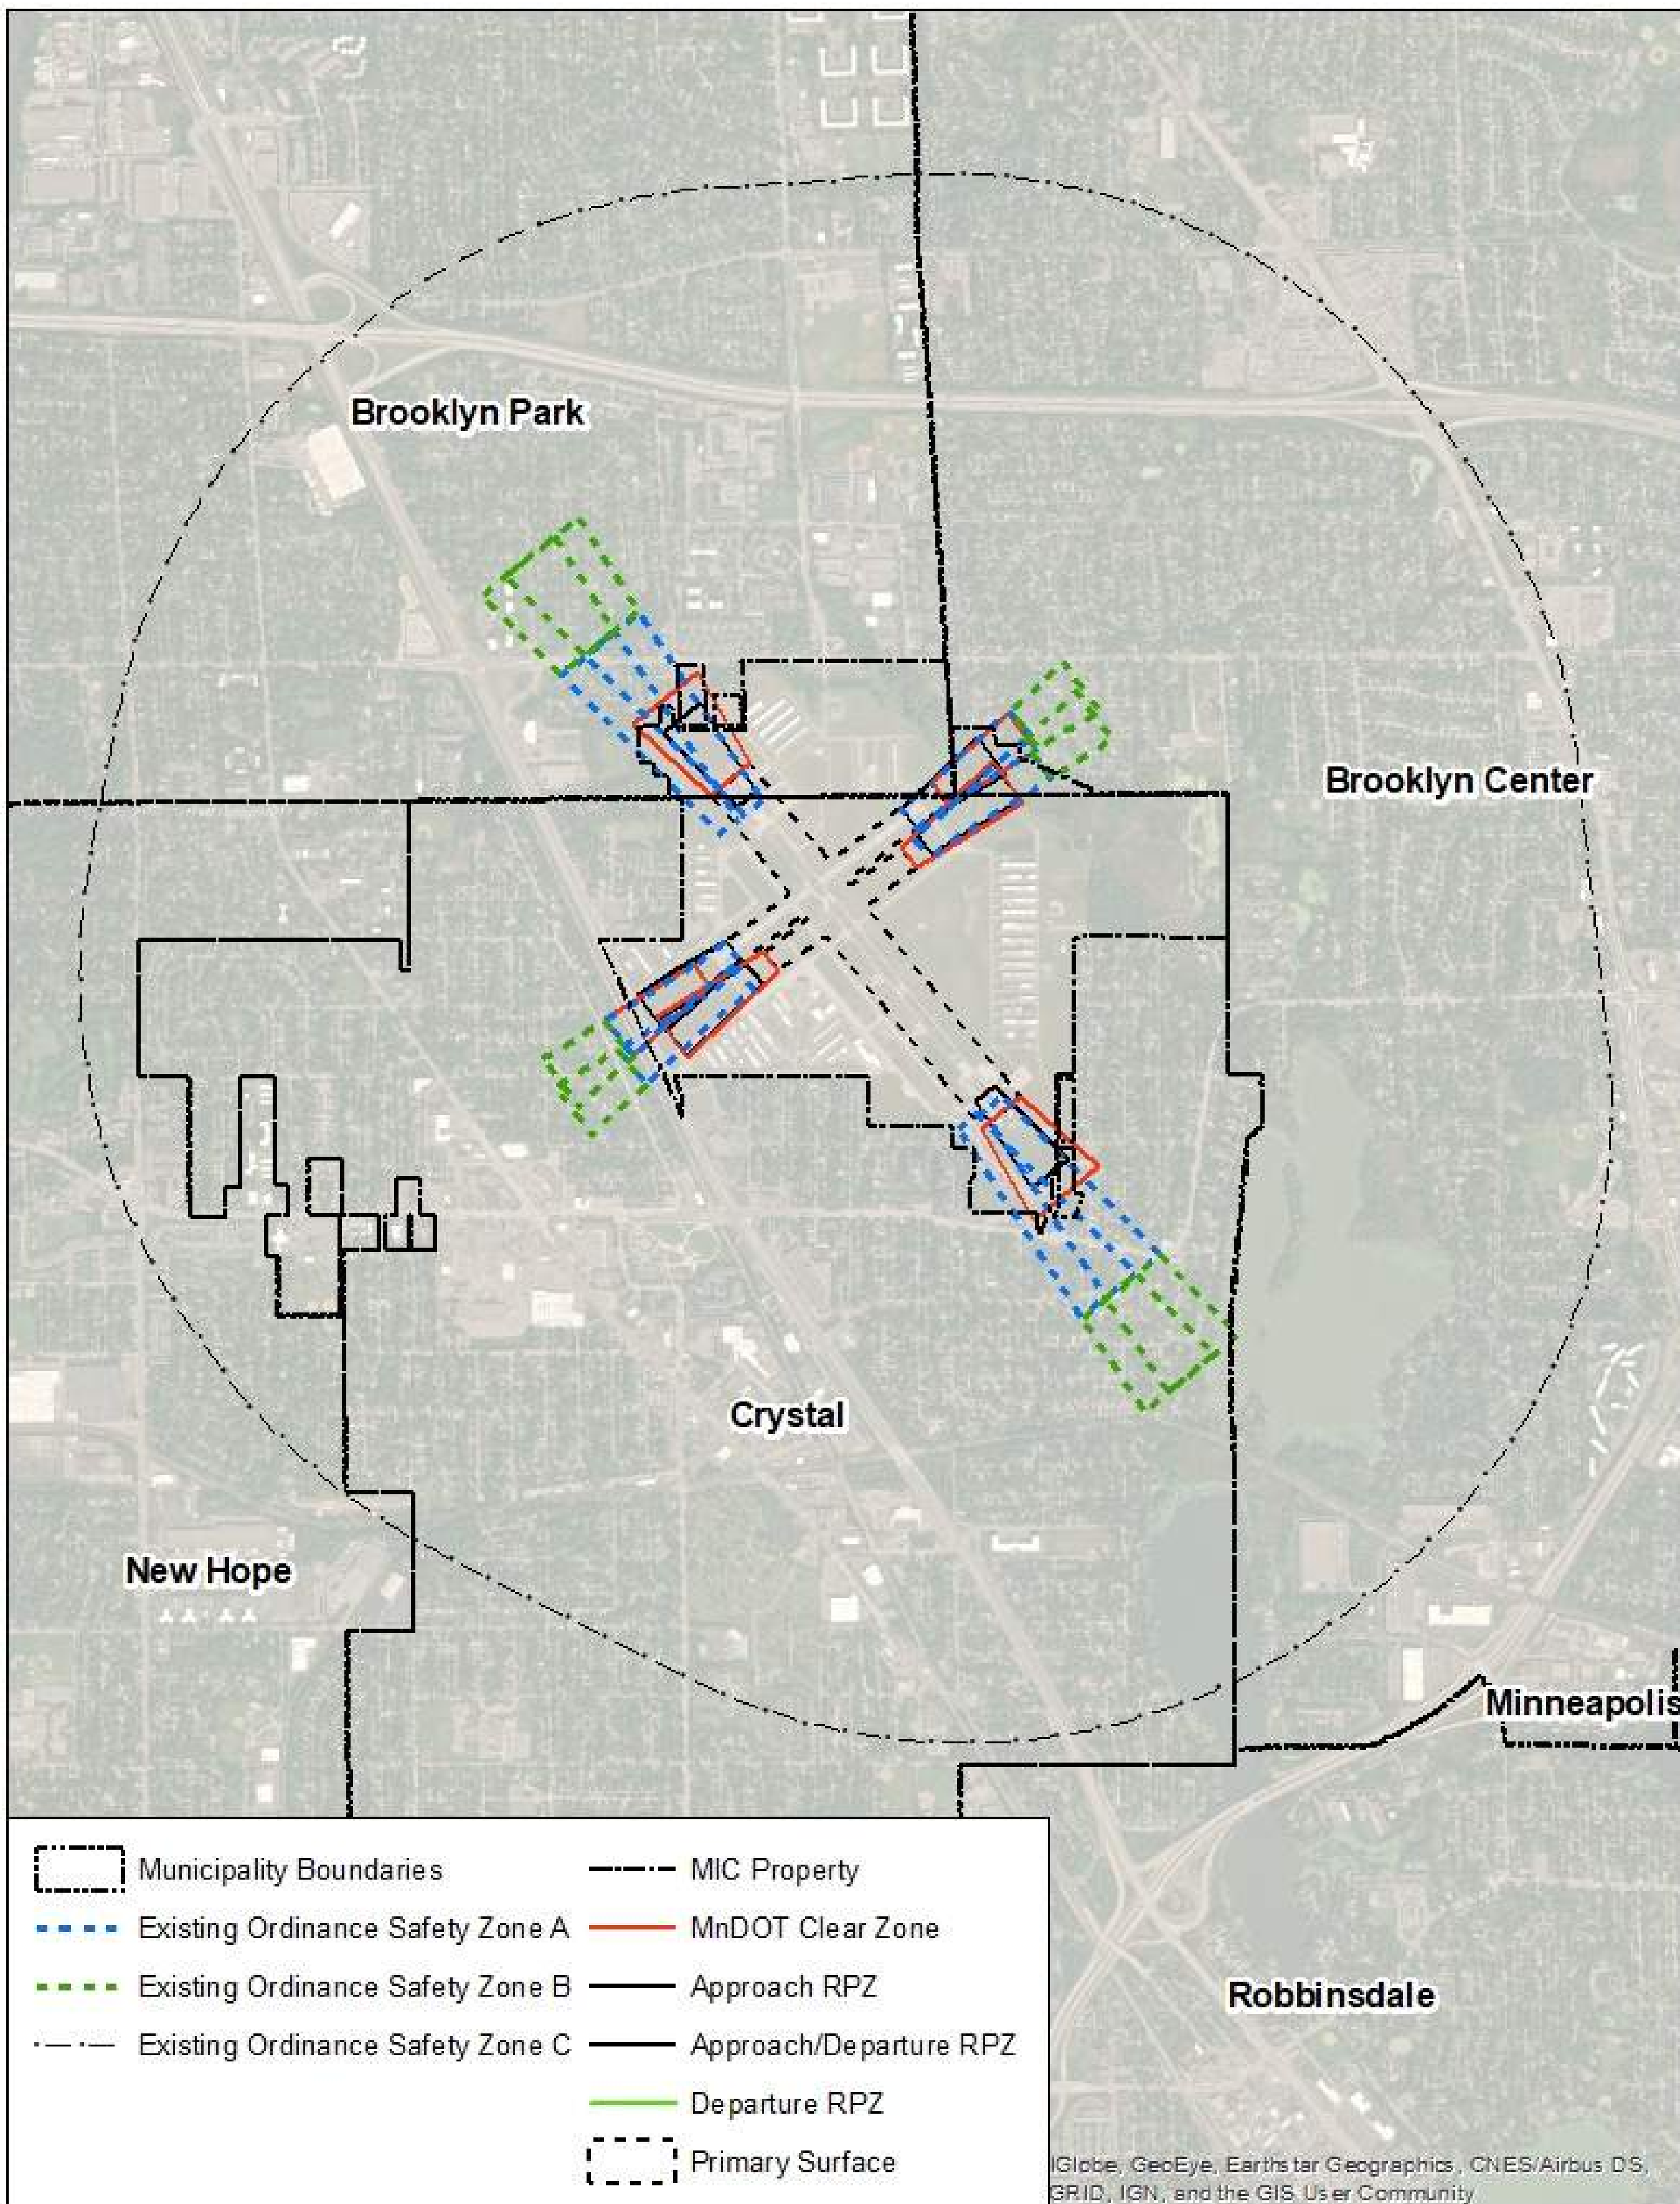 Brooklyn Park
Brooklyn Center
Crystal
New Hope
Minneapolis
Robbinsdale
Municipality Boundaries
Existing Ordinance Safety Zone A
Existing Ordinance Safety Zone B
Existing Ordinance Safety Zone C
MIC Property
MnDOT Clear Zone
Approach RPZ
Approach/Departure RPZ
Departure RPZ
Primary Surface
lGlobe, GeoEye, Earthstar Geographics, CNES/Airbus DS,
GRID, IGN, and the GIS User Community